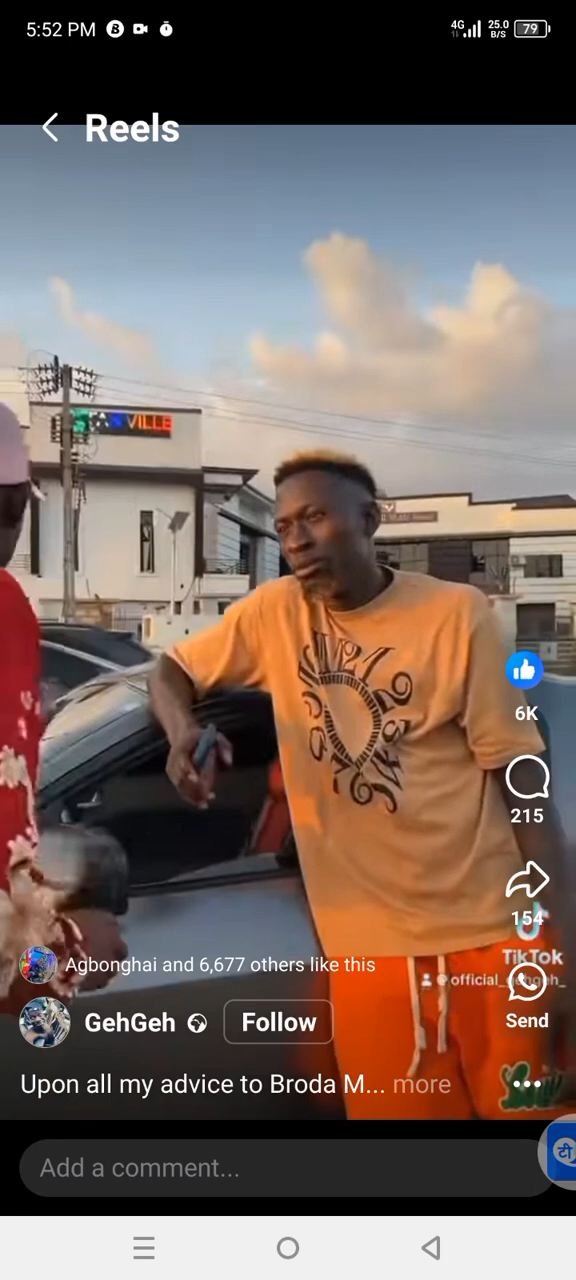 5:52 PM
4G
25.0
B/S
79
Reels
VILLE
6K
215
154
TikTok
Agbonghai and 6,677 others like this
GehGeh
Follow
Send
Upon all my advice to Broda M... more
Add a comment...
टी